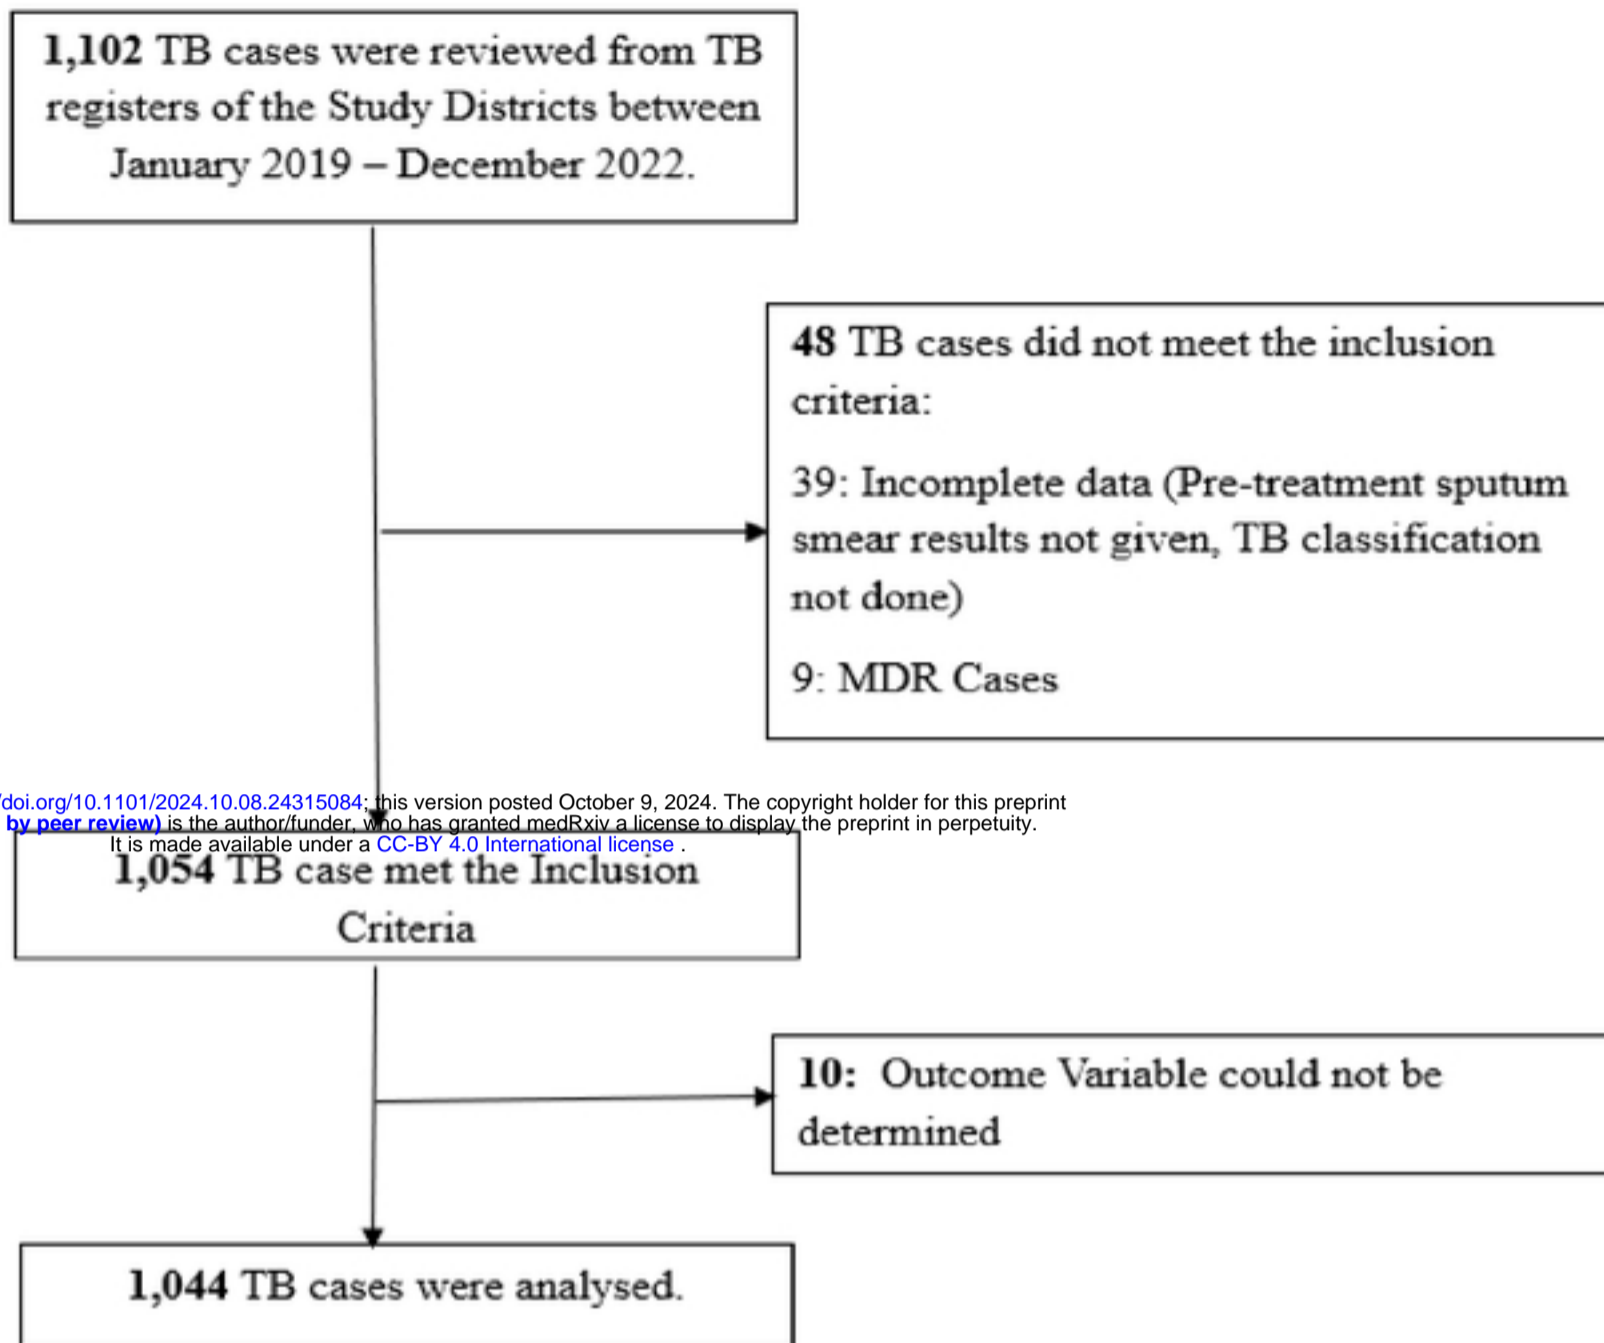 1,102 TB cases were reviewed from TB
registers of the Study Districts between
January 2019 – December 2022.
48 TB cases did not meet the inclusion
criteria:
39: Incomplete data (Pre-treatment sputum
smear results not given, TB classification
not done)
9: MDR Cases
/doi.org/10.1101/2024.10.08.24315084; this version posted October 9, 2024. The copyright holder for this preprint
by peer review) is the author/funder, who has granted medRxiv a license to display the preprint in perpetuity.
It is made available under a CC-BY 4.0 International license .
1,054 TB case met the Inclusion
Criteria
10: Outcome Variable could not be
determined
1,044 TB cases were analysed.